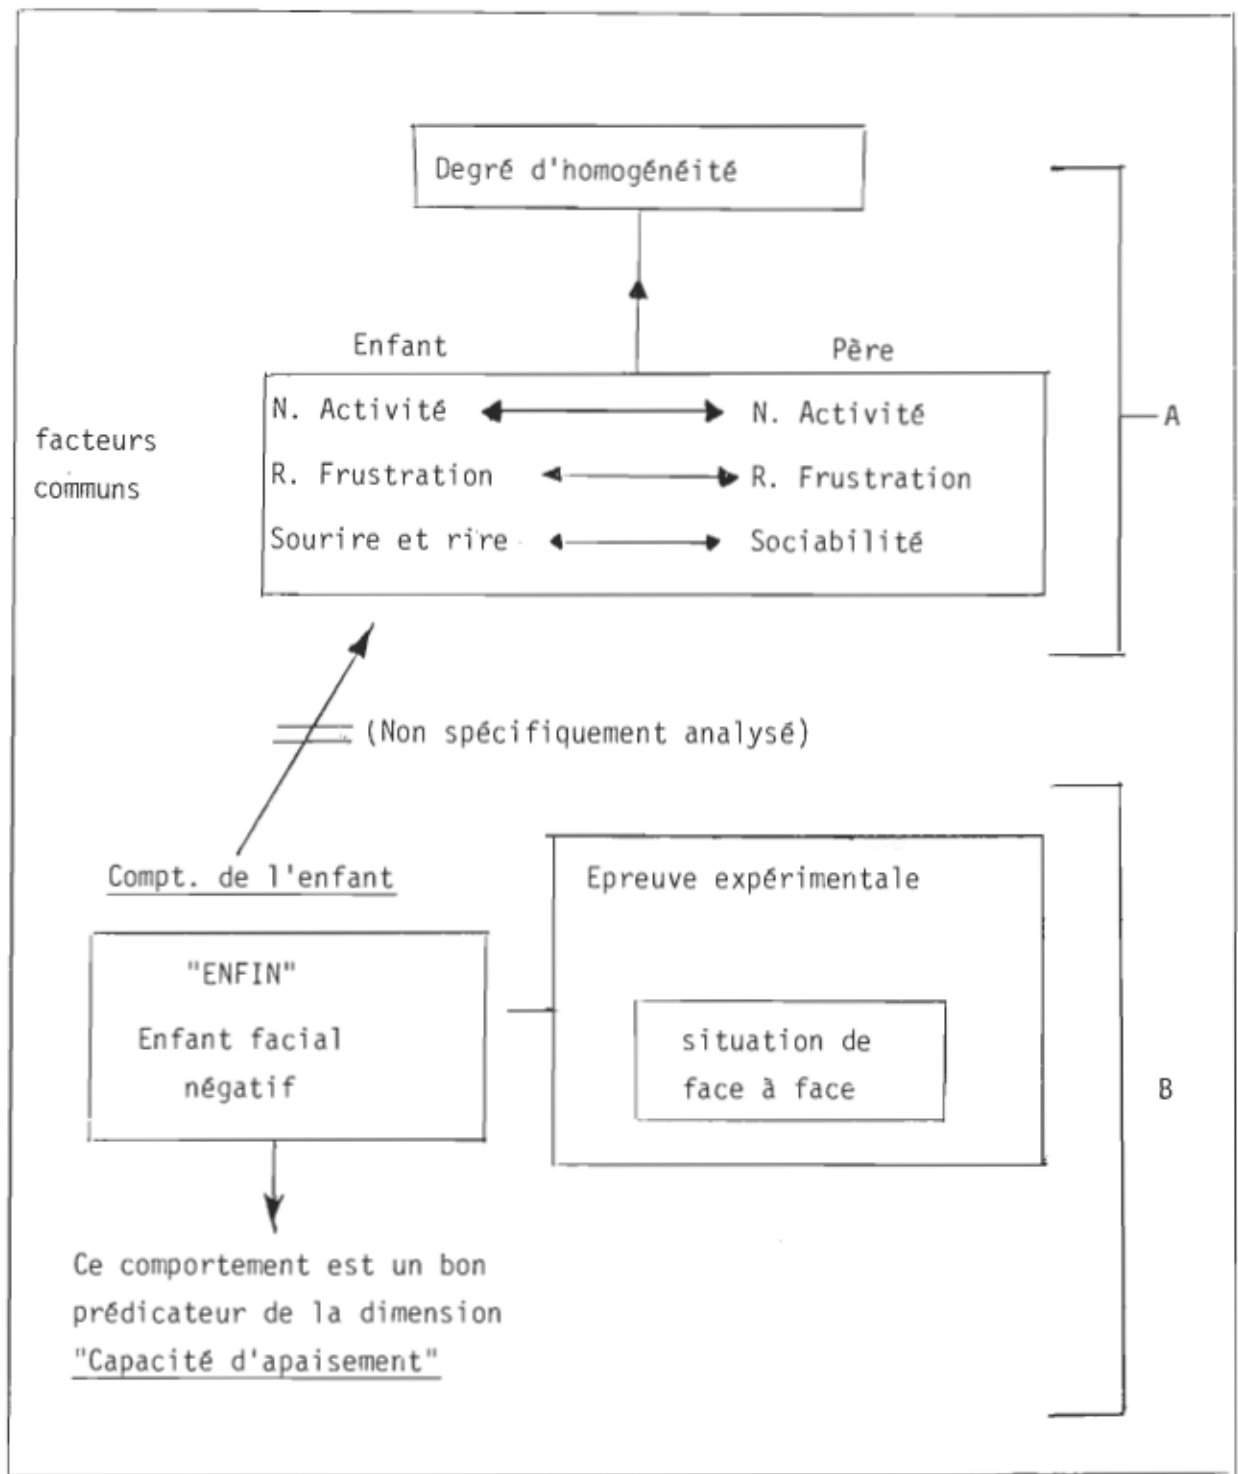 Degré d'homogénéité
Enfant
Père
N. Activité
N. Activité
A
facteurs
communs
R. Frustration
R. Frustration
Sourire et rire
Sociabilité
(Non spécifiquement analysé)
Compt. de l'enfant
Epreuve expérimentale
"ENFIN"
Enfant facial
négatif
situation de
face à face
B
Ce comportement est un bon
prédicateur de la dimension
"Capacité d'apaisement"